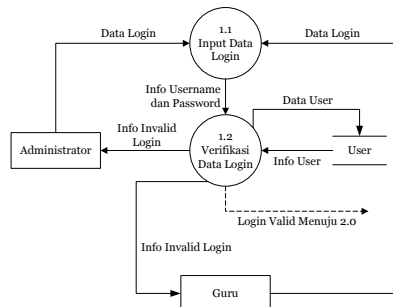 1.1
Input Data
Login
Data Login
Data Login
Info Username
dan Password
Data User
1.2
Verifikasi
Data Login
Info Invalid
Login
Administrator
User
Info User
Login Valid Menuju 2.0
Info Invalid Login
Guru